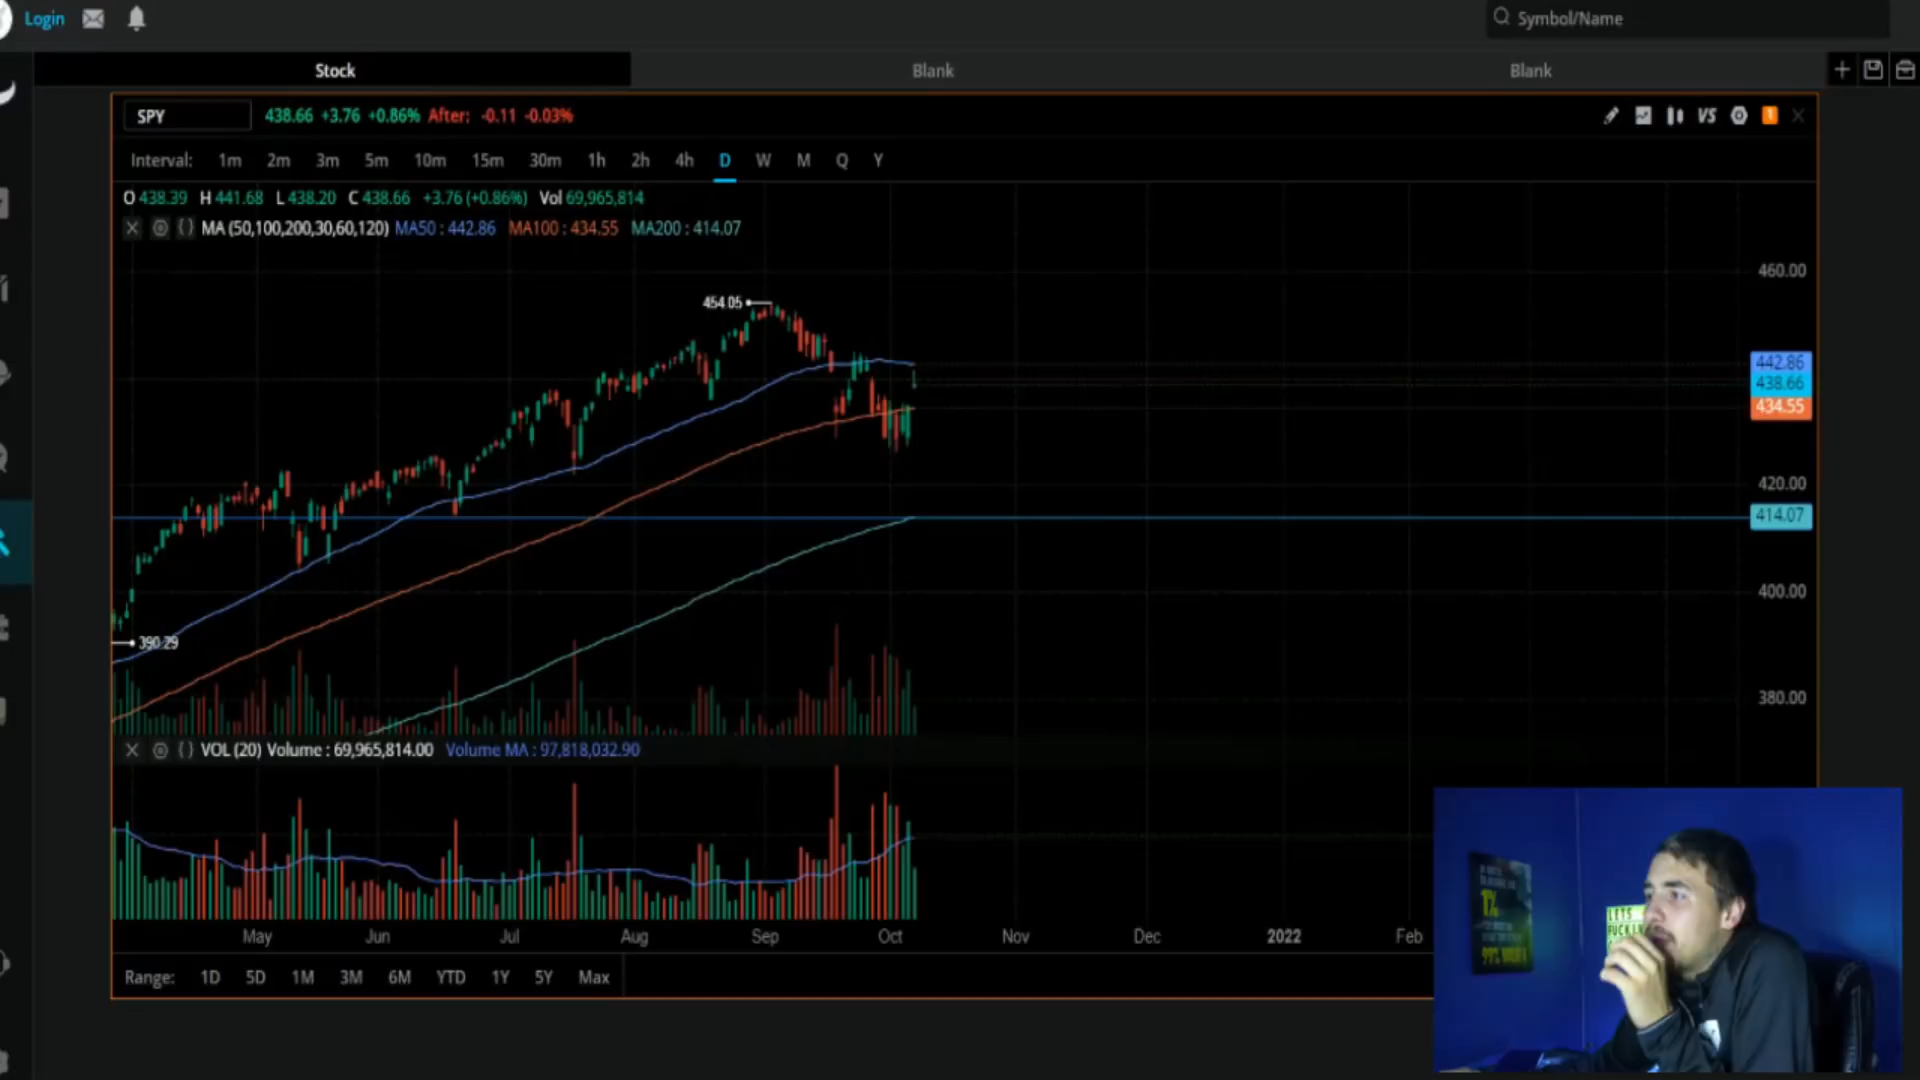 Login
Symbol/Name
Stock
Blank
Blank
SPY
438.66 +3.76 +0.86% After: -0.11 -0.03%
VS
1
Interval: 1m 2m 3m 5m 10m 15m 30m 1h 2h 4h D W M Q Y
O 438.39 H 441.68 L 438.20 C 438.66 +3.76 (+0.86%) Vol 69,965,814
MA (50,100,200,30,60,120) MA50 : 442.86 MA100 : 434.55 MA200 : 414.07
460.00
454.05
442.86
438.66
434.55
420.00
414.07
400.00
390.29
380.00
VOL (20) Volume : 69,965,814.00 Volume MA : 97,818,032.90
May Jun Jul Aug Sep Oct Nov Dec 2022 Feb
Range: 1D 5D 1M 3M 6M YTD 1Y 5Y Max
1%
LETS